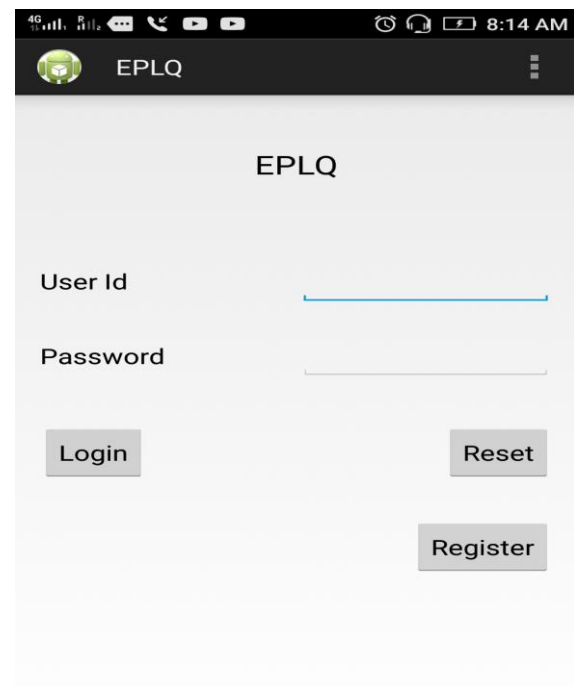 4G R 8:14 AM
EPLQ
EPLQ
User Id
Password
Login Reset
Register